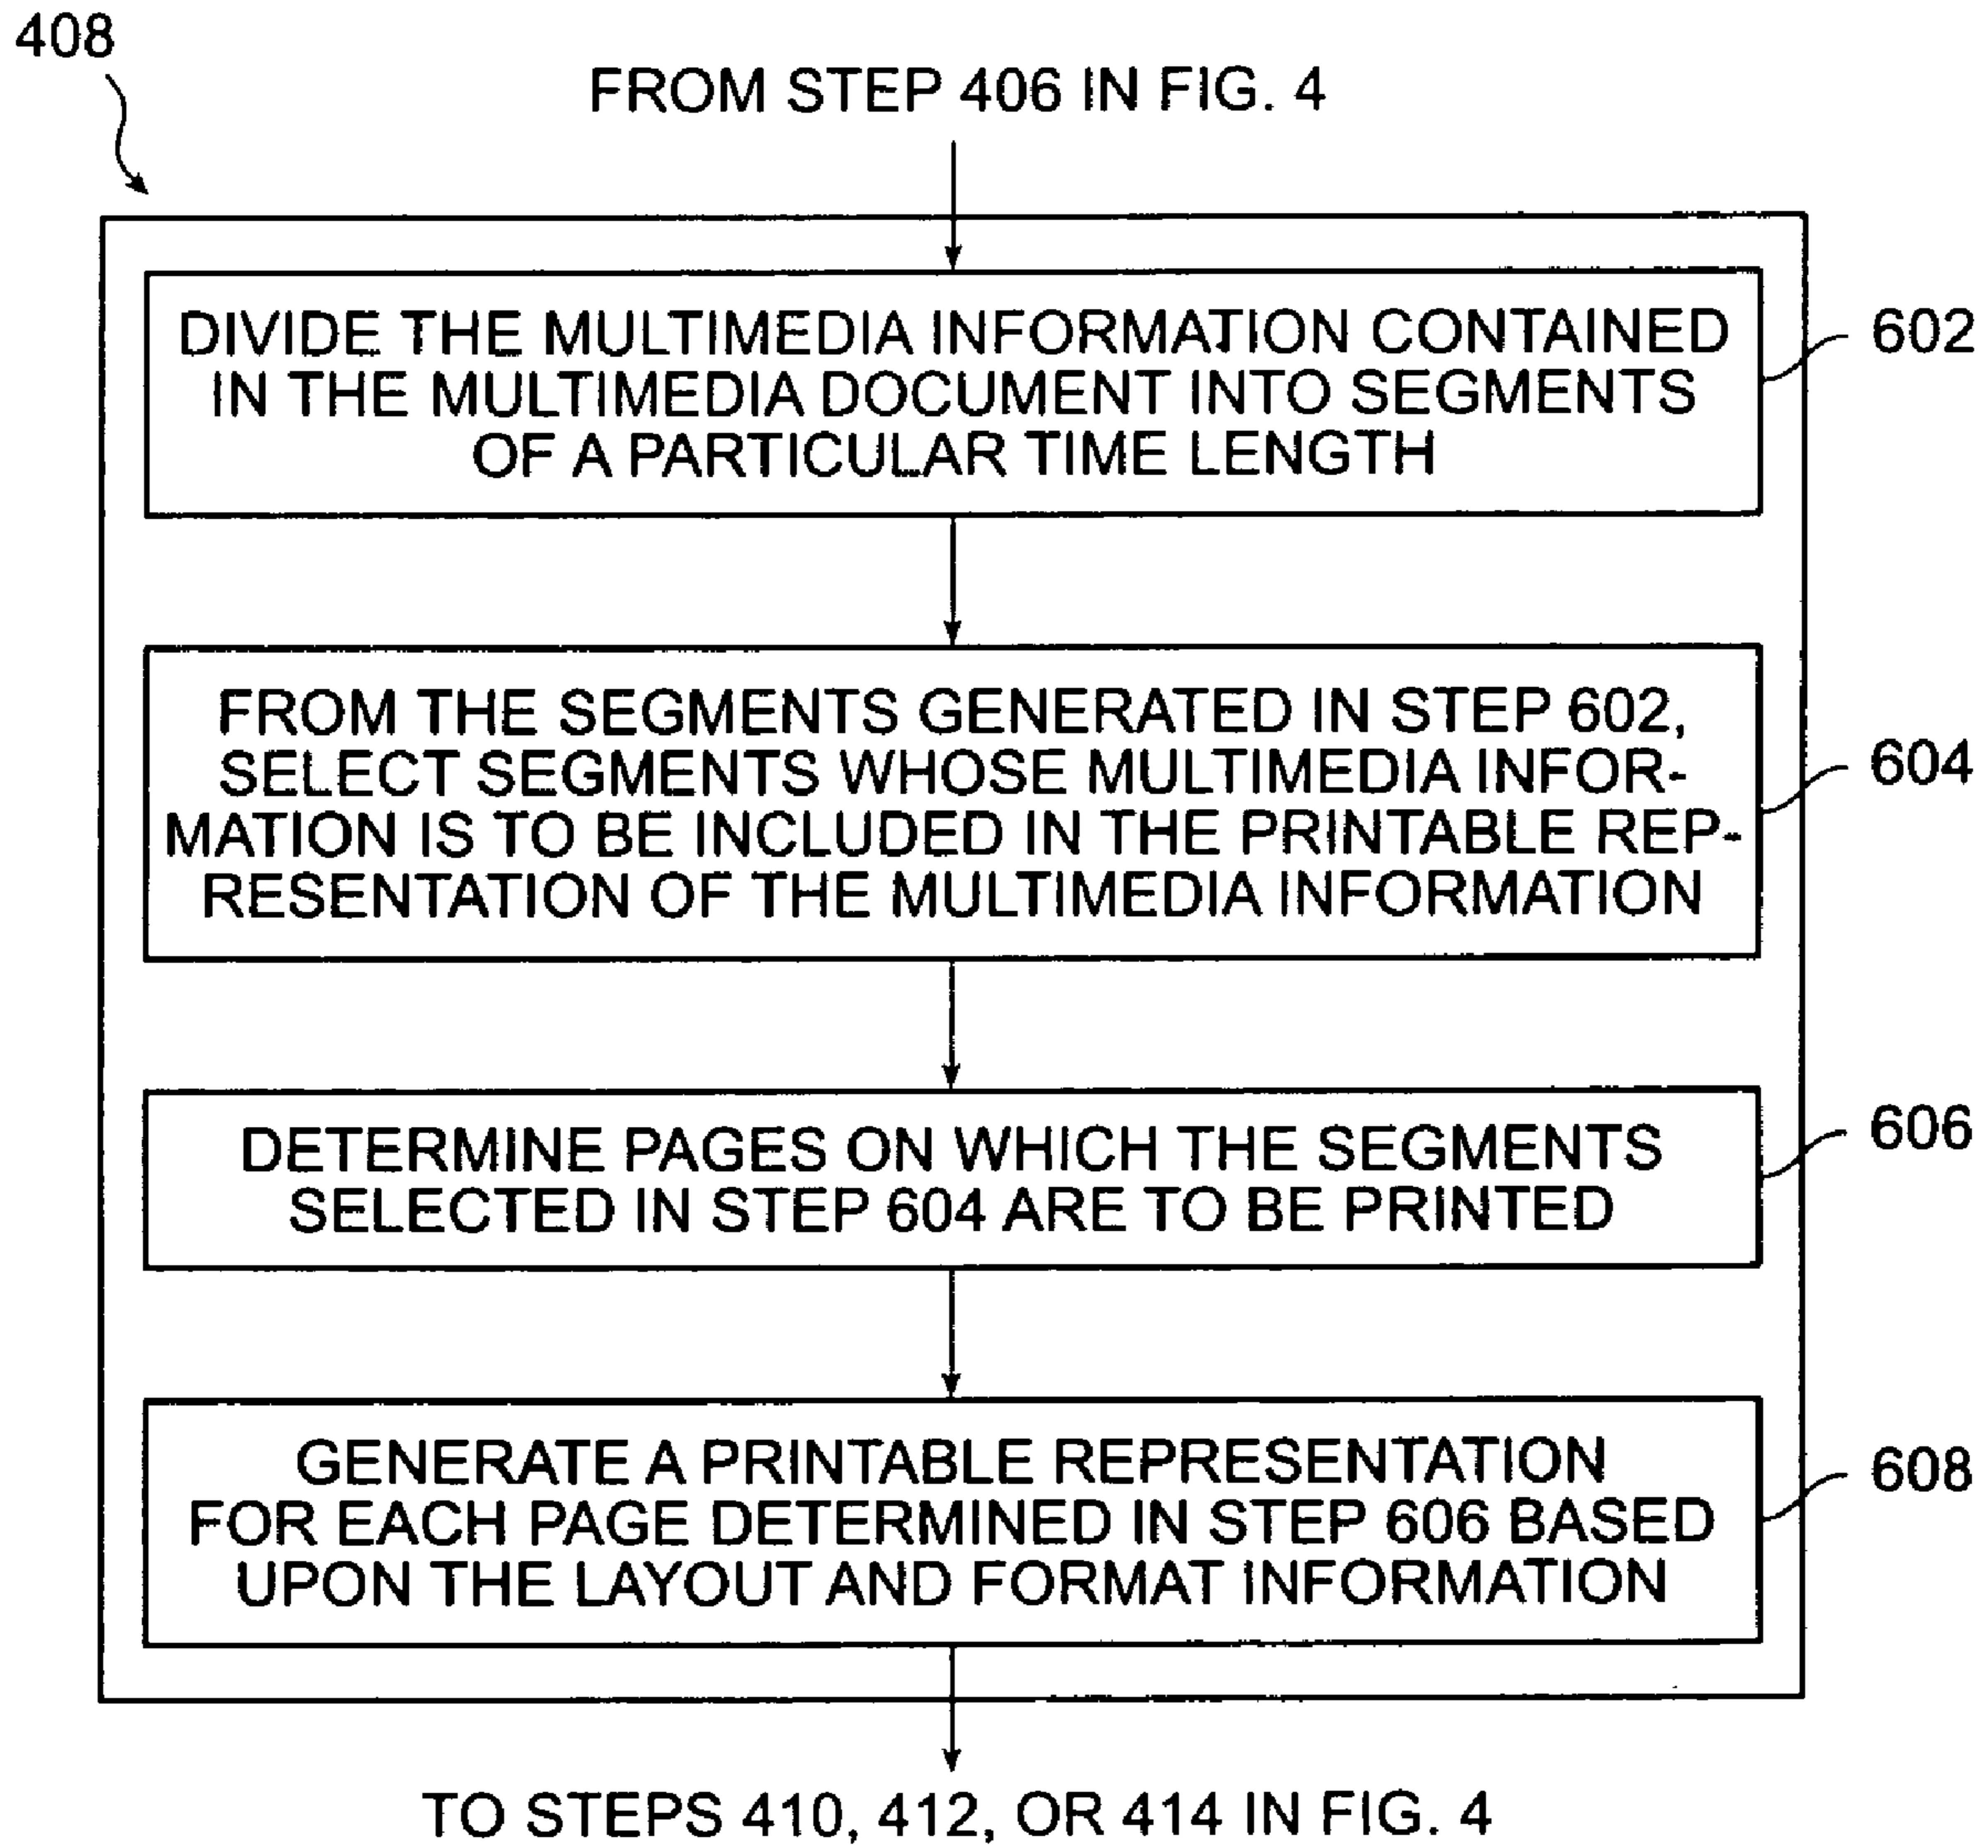 408
FROM STEP 406 IN FIG. 4
DIVIDE THE MULTIMEDIA INFORMATION CONTAINED
IN THE MULTIMEDIA DOCUMENT INTO SEGMENTS
OF A PARTICULAR TIME LENGTH
602
FROM THE SEGMENTS GENERATED IN STEP 602,
SELECT SEGMENTS WHOSE MULTIMEDIA INFOR-
MATION IS TO BE INCLUDED IN THE PRINTABLE REP-
RESENTATION OF THE MULTIMEDIA INFORMATION
604
DETERMINE PAGES ON WHICH THE SEGMENTS
SELECTED IN STEP 604 ARE TO BE PRINTED
606
GENERATE A PRINTABLE REPRESENTATION
FOR EACH PAGE DETERMINED IN STEP 606 BASED
UPON THE LAYOUT AND FORMAT INFORMATION
608
TO STEPS 410, 412, OR 414 IN FIG. 4